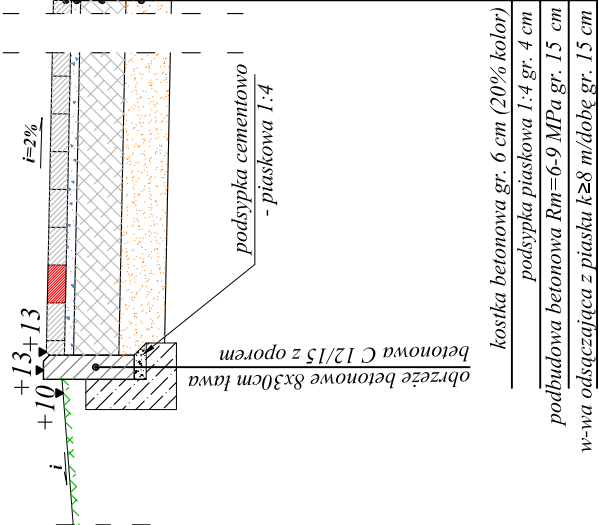 kostka betonowa gr. 6 cm (20% kolor)
podsypka piaskowa 1:4 gr. 4 cm
podbudowa betonowa Rm=6-9 MPa gr. 15 cm
w-wa odsączająca z piasku k≥8 m/dobę gr. 15 cm
podsypka cementowo
- piaskowa 1:4
i=2%
+13
+13
+10
i
obrzeże betonowe 8x30cm ława
betonowa C 12/15 z oporem